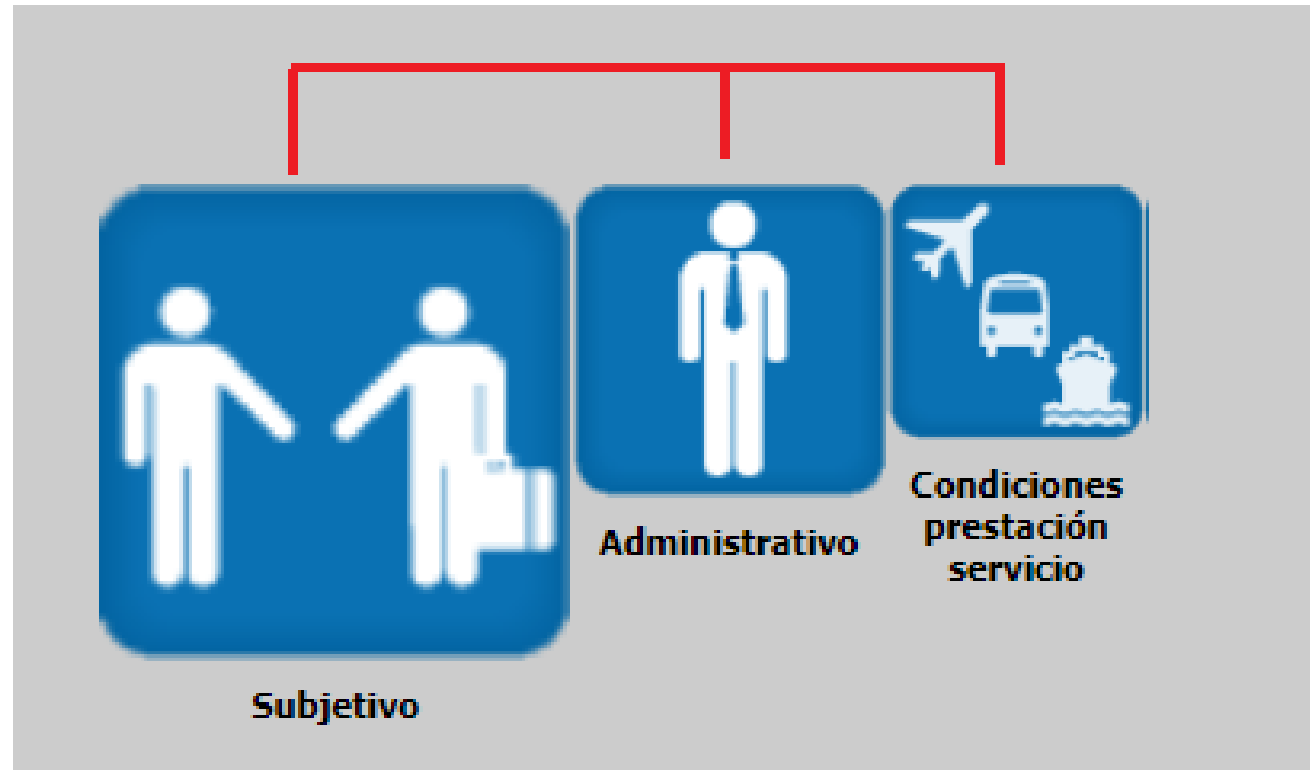 Subjetivo
Administrativo
Condiciones
prestación
servicio